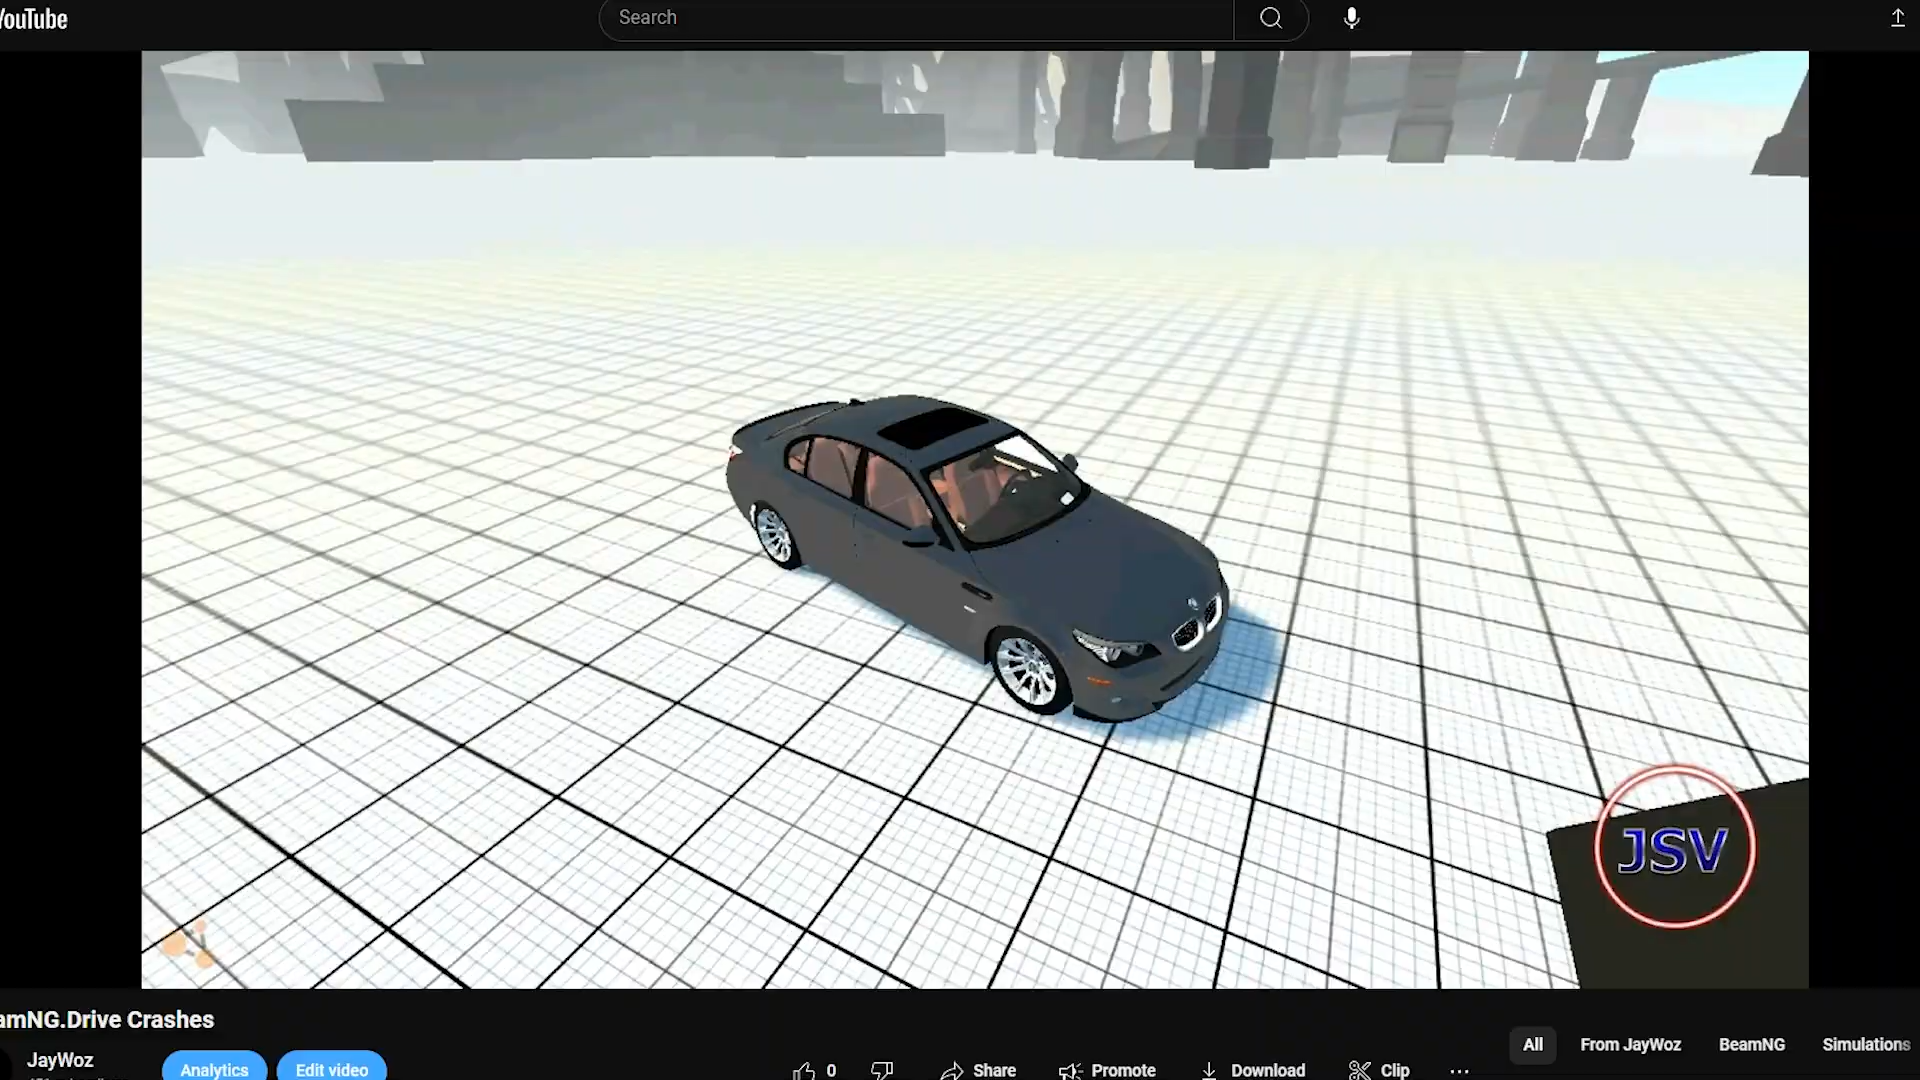 YouTube
Search
JSV
amNG.Drive Crashes
JayWoz
Analytics
Edit video
0
Share
Promote
Download
Clip
All
From JayWoz
BeamNG
Simulations